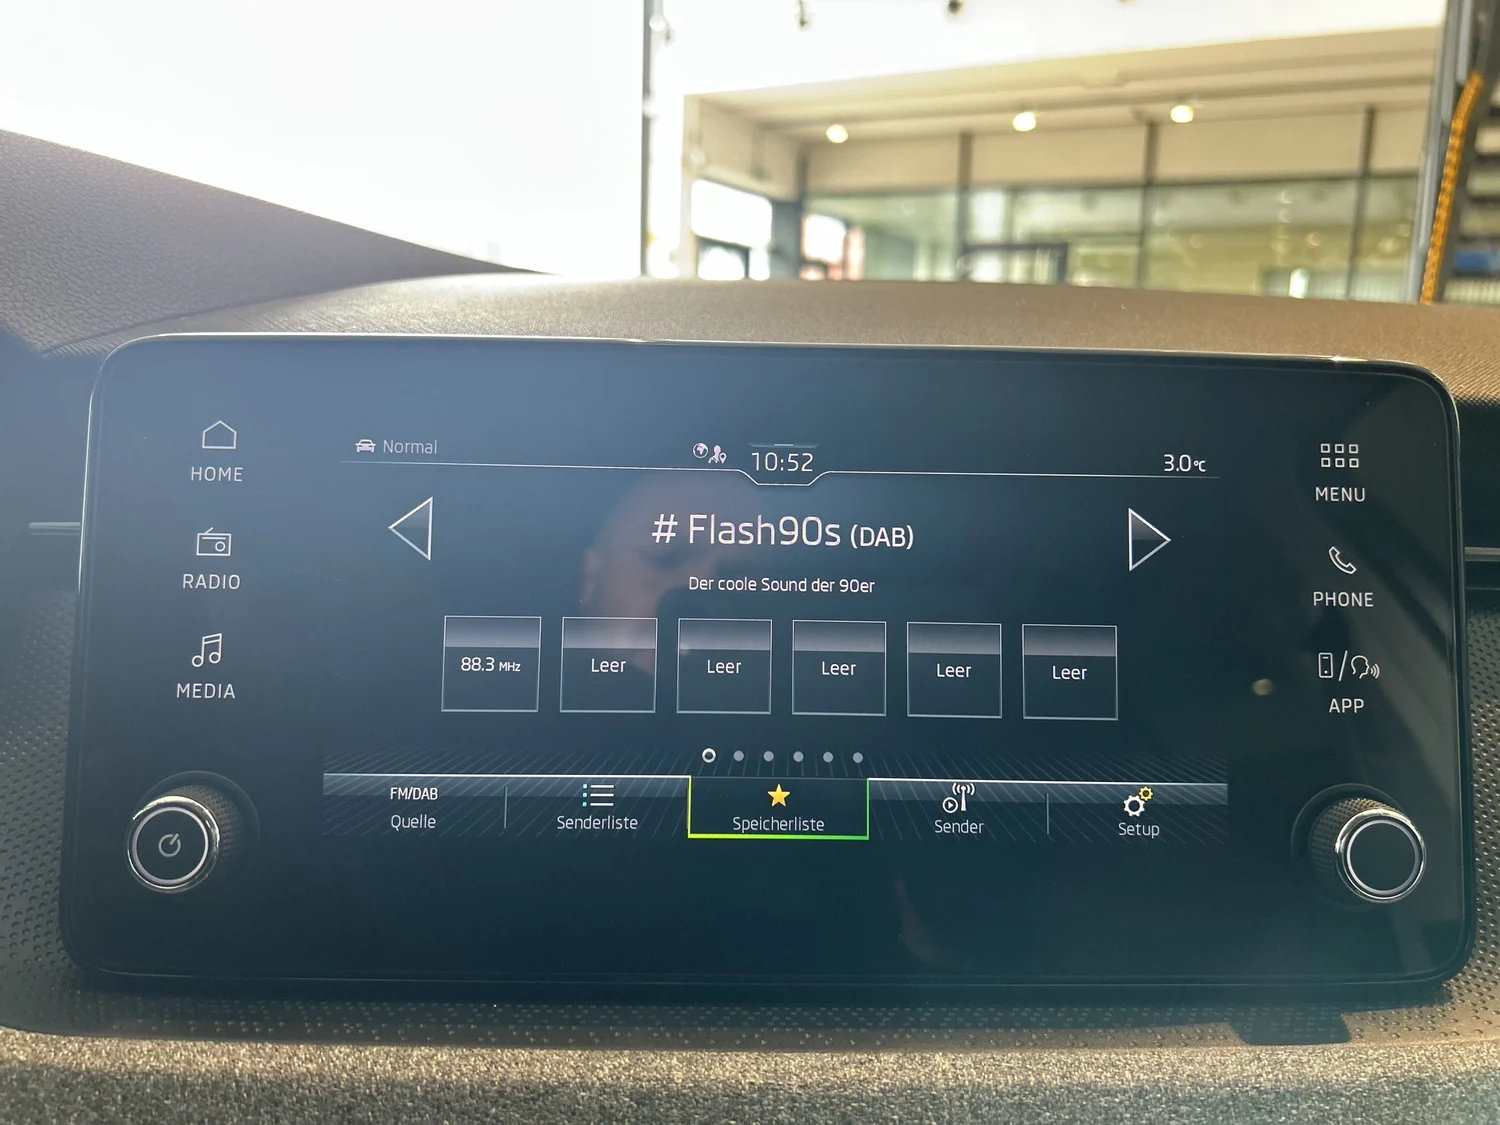 HOME
RADIO
MEDIA
Normal
10:52
3.0°C
# Flash90s (DAB)
Der coole Sound der 90er
88.3 MHz
Leer
Leer
Leer
Leer
Leer
FM/DAB
Quelle
Senderliste
Speicherliste
Sender
Setup
MENU
PHONE
APP